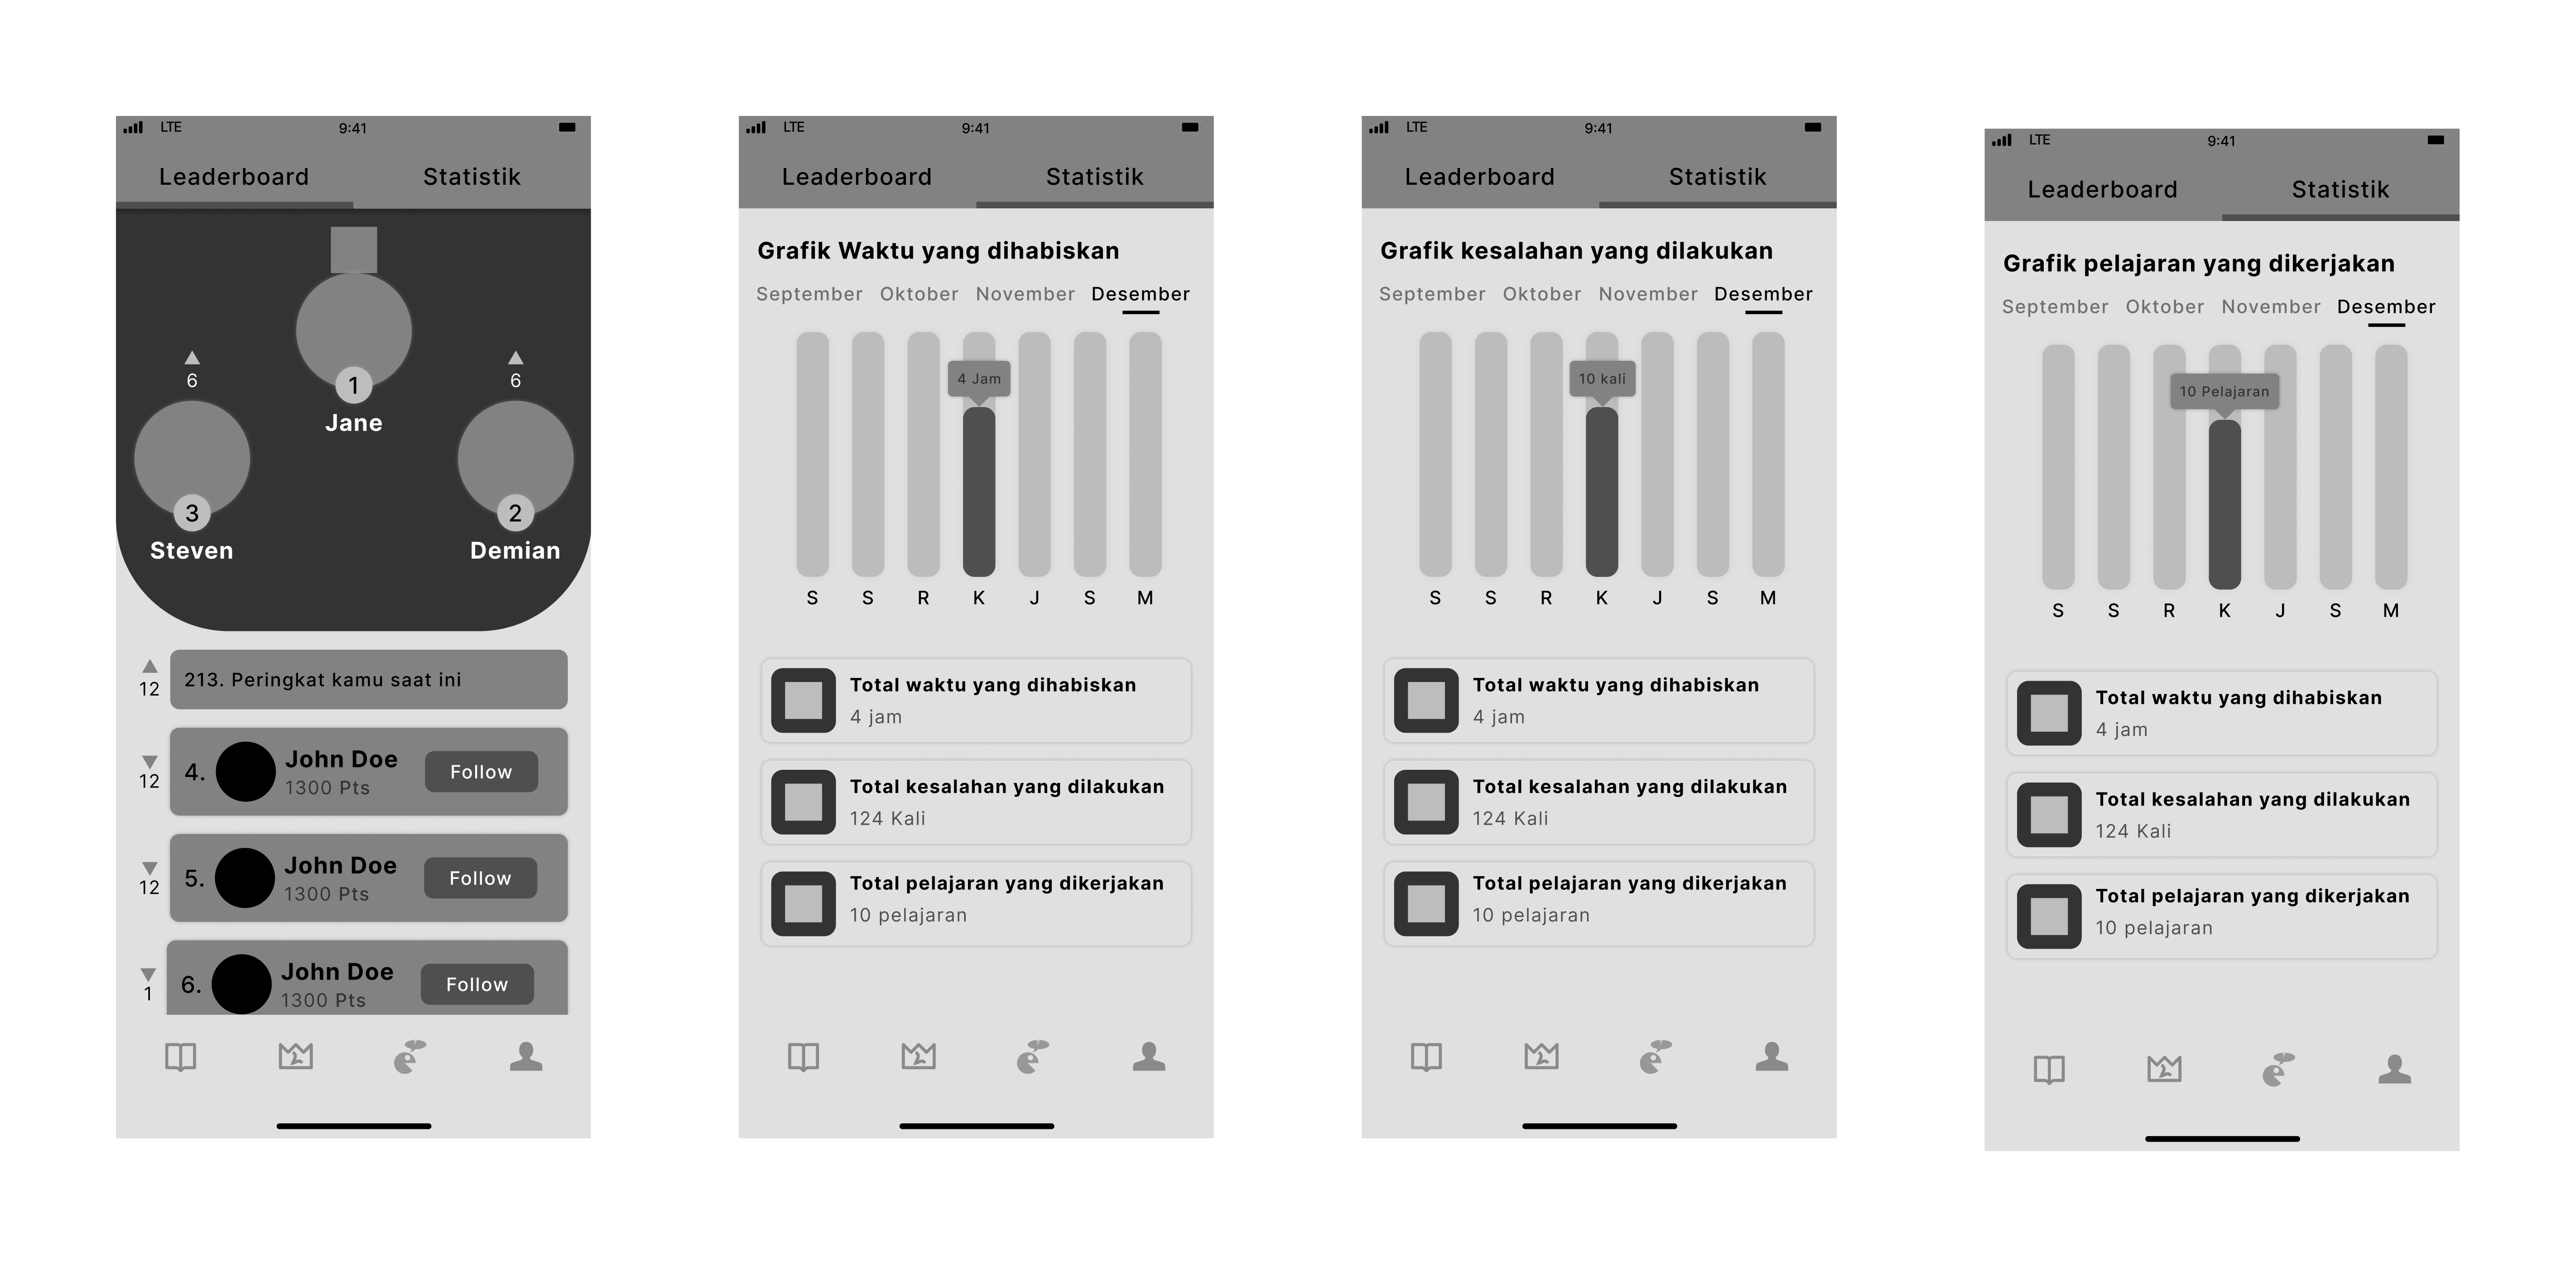 LTE 9:41
Leaderboard Statistik
6 6
1
Jane
3 2
Steven Demian
12 213. Peringkat kamu saat ini
4. John Doe Follow
12 1300 Pts
5. John Doe Follow
12 1300 Pts
6. John Doe Follow
1 1300 Pts
LTE 9:41
Leaderboard Statistik
Grafik Waktu yang dihabiskan
September Oktober November Desember
4 Jam
S S R K J S M
Total waktu yang dihabiskan
4 jam
Total kesalahan yang dilakukan
124 Kali
Total pelajaran yang dikerjakan
10 pelajaran
LTE 9:41
Leaderboard Statistik
Grafik kesalahan yang dilakukan
September Oktober November Desember
10 kali
S S R K J S M
Total waktu yang dihabiskan
4 jam
Total kesalahan yang dilakukan
124 Kali
Total pelajaran yang dikerjakan
10 pelajaran
LTE 9:41
Leaderboard Statistik
Grafik pelajaran yang dikerjakan
September Oktober November Desember
10 Pelajaran
S S R K J S M
Total waktu yang dihabiskan
4 jam
Total kesalahan yang dilakukan
124 Kali
Total pelajaran yang dikerjakan
10 pelajaran